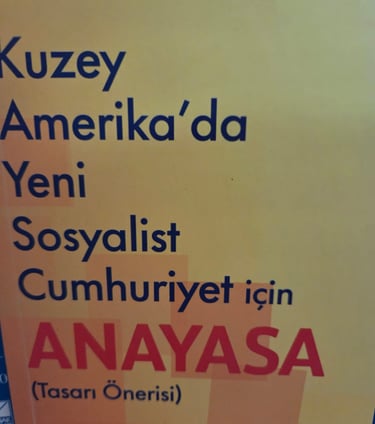 Kuzey
Amerika'da
Yeni
Sosyalist
Cumhuriyet için
ANAYASA
(Tasarı Önerisi)